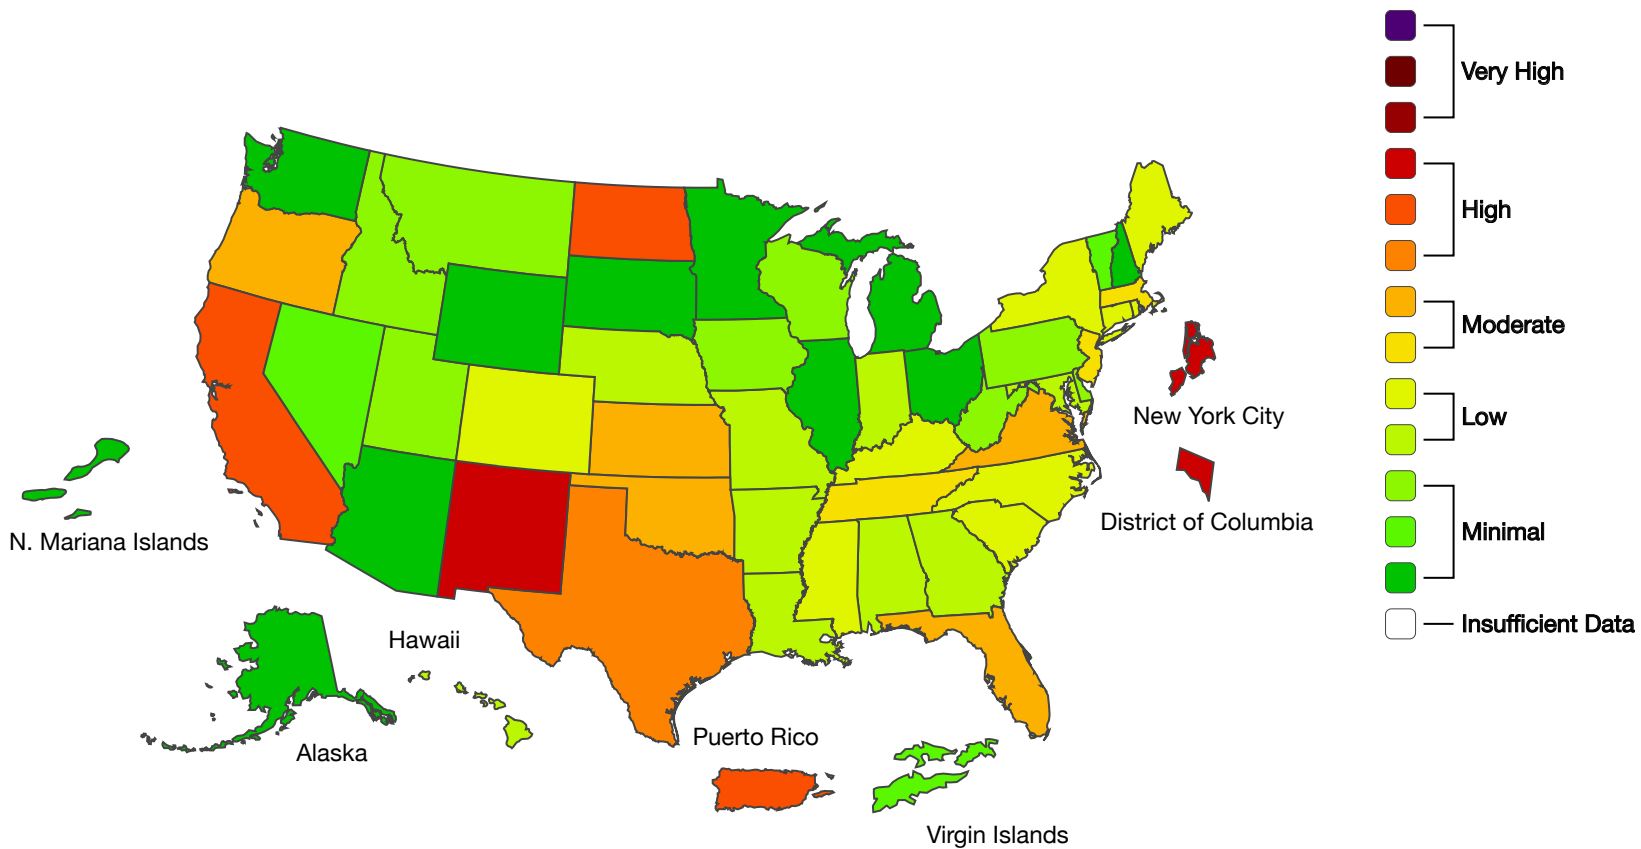 Very High
High
Moderate
Low
Minimal
Insufficient Data
New York City
District of Columbia
N. Mariana Islands
Hawaii
Alaska
Puerto Rico
Virgin Islands